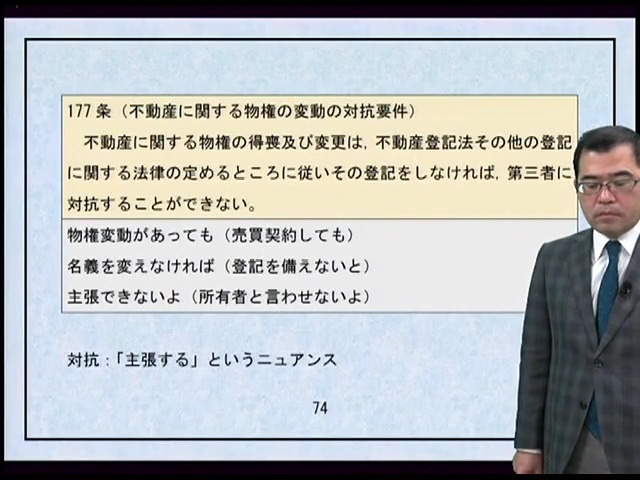 177条（不動産に関する物権の変動の対抗要件）
不動産に関する物権の得喪及び変更は，不動産登記法その他の登記
に関する法律の定めるところに従いその登記をしなければ，第三者に
対抗することができない。
物権変動があっても（売買契約しても）
名義を変えなければ（登記を備えないと）
主張できないよ（所有者と言わせないよ）
対抗：「主張する」というニュアンス
74